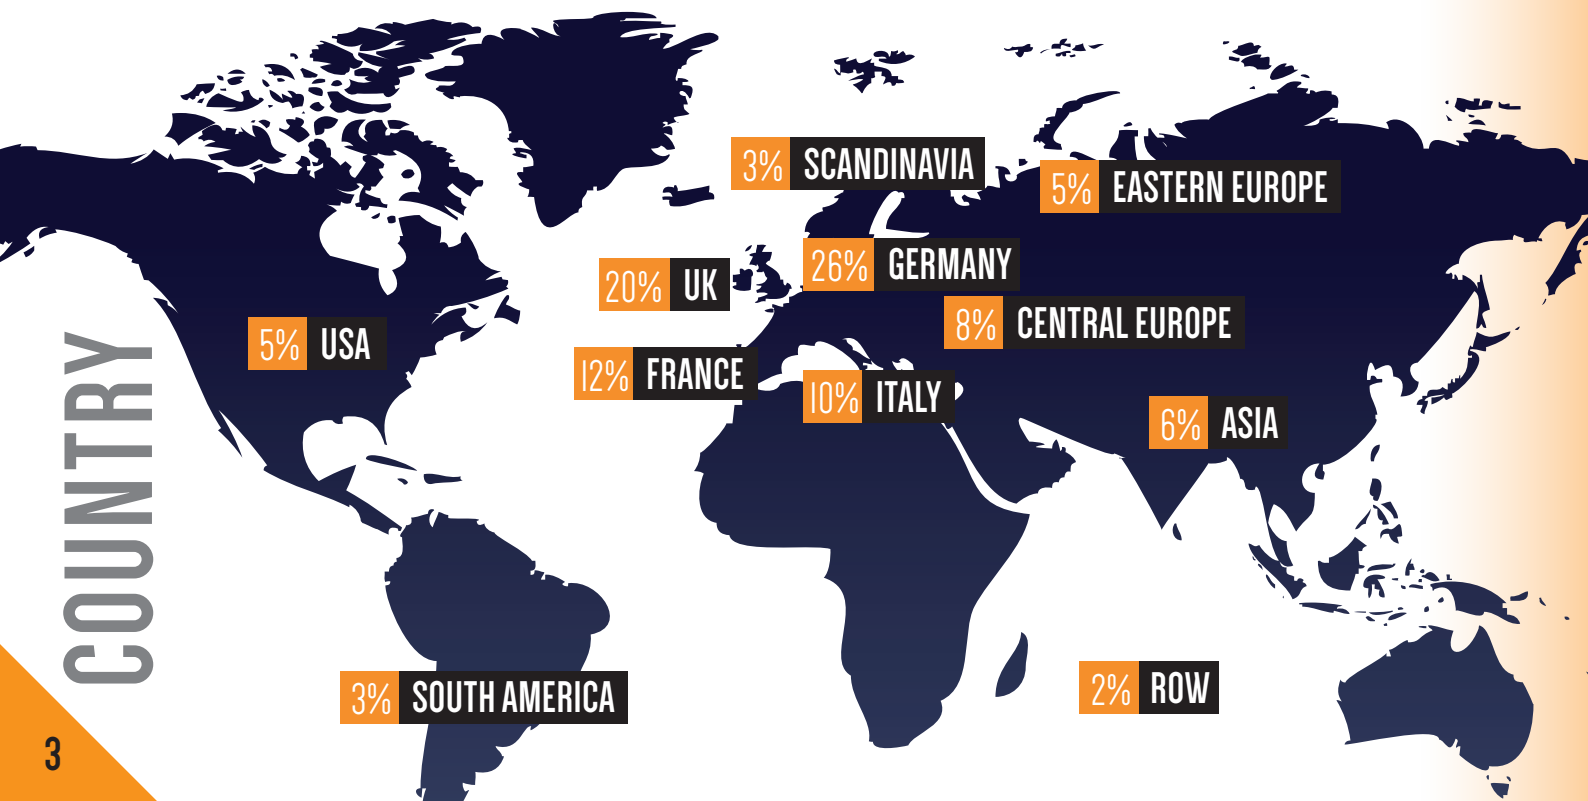 3% SCANDINAVIA
5% EASTERN EUROPE
26% GERMANY
20% UK
8% CENTRAL EUROPE
5% USA
12% FRANCE
10% ITALY
6% ASIA
COUNTRY
3% SOUTH AMERICA
2% ROW
3